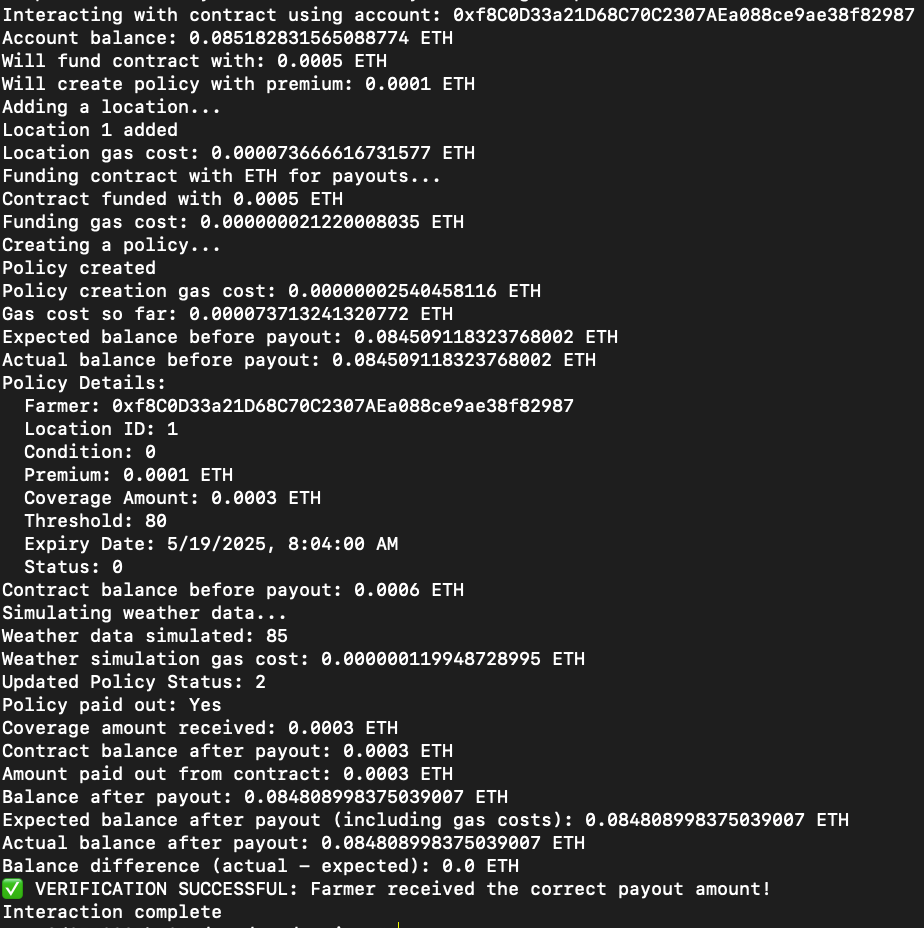 Interacting with contract using account: 0xf8C0D33a21D68C70C2307AEa088ce9ae38f82987
Account balance: 0.085182831565088774 ETH
Will fund contract with: 0.0005 ETH
Will create policy with premium: 0.0001 ETH
Adding a location...
Location 1 added
Location gas cost: 0.000073666616731577 ETH
Funding contract with ETH for payouts...
Contract funded with 0.0005 ETH
Funding gas cost: 0.000000021220008035 ETH
Creating a policy...
Policy created
Policy creation gas cost: 0.00000002540458116 ETH
Gas cost so far: 0.000073713241320772 ETH
Expected balance before payout: 0.084509118323768002 ETH
Actual balance before payout: 0.084509118323768002 ETH
Policy Details:
  Farmer: 0xf8C0D33a21D68C70C2307AEa088ce9ae38f82987
  Location ID: 1
  Condition: 0
  Premium: 0.0001 ETH
  Coverage Amount: 0.0003 ETH
  Threshold: 80
  Expiry Date: 5/19/2025, 8:04:00 AM
  Status: 0
Contract balance before payout: 0.0006 ETH
Simulating weather data...
Weather data simulated: 85
Weather simulation gas cost: 0.000000119948728995 ETH
Updated Policy Status: 2
Policy paid out: Yes
Coverage amount received: 0.0003 ETH
Contract balance after payout: 0.0003 ETH
Amount paid out from contract: 0.0003 ETH
Balance after payout: 0.084808998375039007 ETH
Expected balance after payout (including gas costs): 0.084808998375039007 ETH
Actual balance after payout: 0.084808998375039007 ETH
Balance difference (actual - expected): 0.0 ETH
✅ VERIFICATION SUCCESSFUL: Farmer received the correct payout amount!
Interaction complete